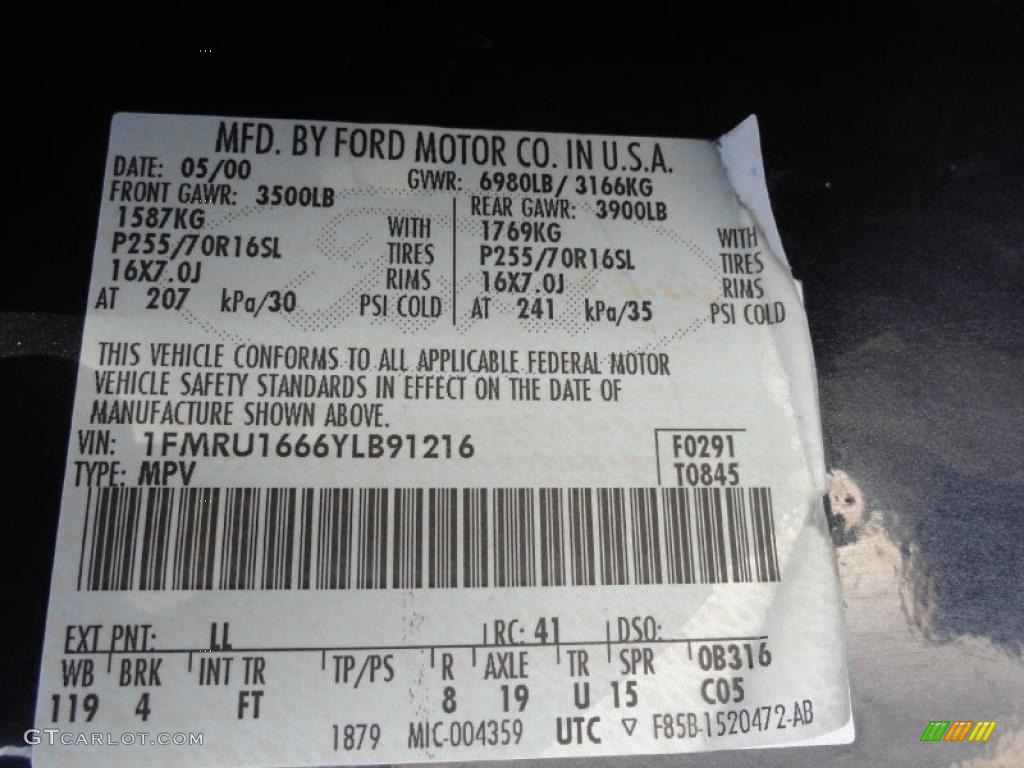 MFD. BY FORD MOTOR CO. IN U.S.A.
DATE: 05/00 GVWR: 6980LB/ 3166KG
FRONT GAWR: 3500LB REAR GAWR: 3900LB
1587KG WITH 1769KG WITH
P255/70R16SL TIRES P255/70R16SL TIRES
16X7.0J RIMS 16X7.0J RIMS
AT 207 kPa/30 PSI COLD AT 241 kPa/35 PSI COLD
THIS VEHICLE CONFORMS TO ALL APPLICABLE FEDERAL MOTOR
VEHICLE SAFETY STANDARDS IN EFFECT ON THE DATE OF
MANUFACTURE SHOWN ABOVE.
VIN: 1FMRU1666YLB91216 F0291
TYPE: MPV T0845
EXT PNT: LL RC: 41 DSO:
WB BRK INT TR TP/PS R AXLE TR SPR 0B316
119 4 FT 8 19 U 15 C05
1879 MIC-004359 UTC ▽ F85B-1520472-AB
GTCARLOT.COM